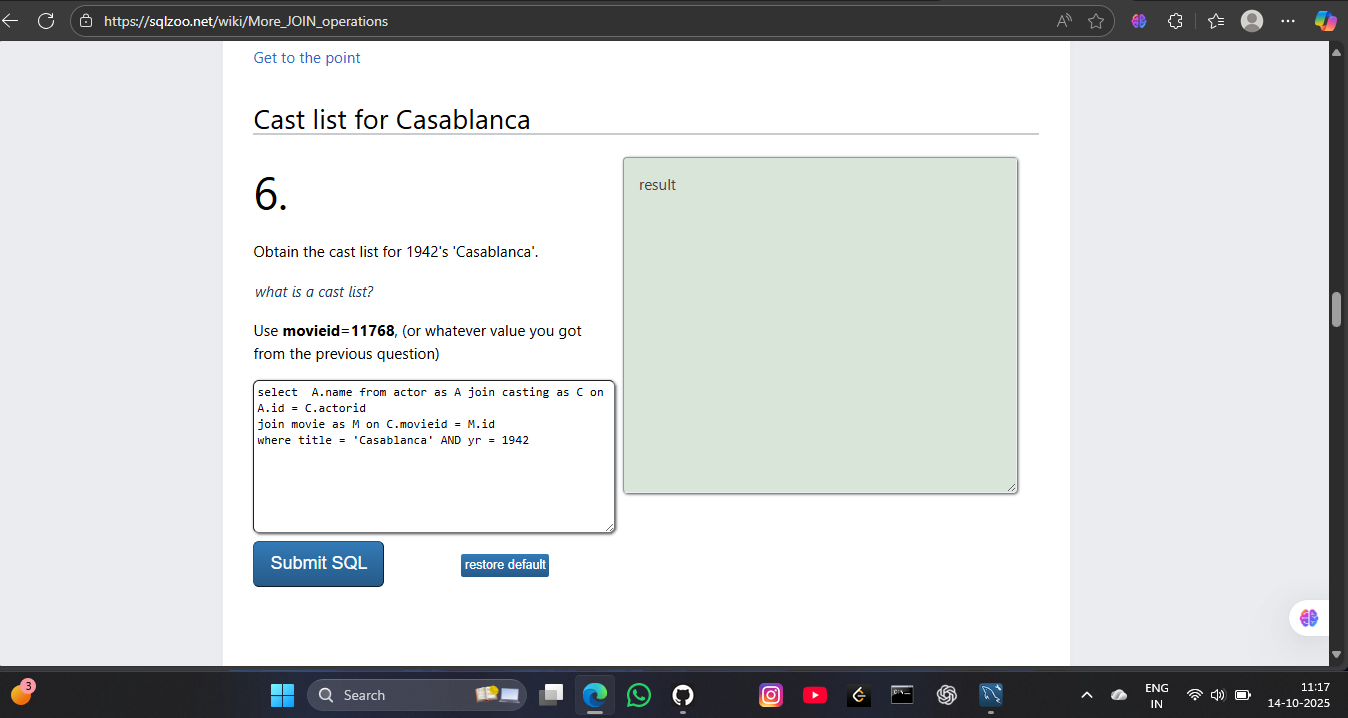 https://sqlzoo.net/wiki/More_JOIN_operations
Get to the point
Cast list for Casablanca
6.
Obtain the cast list for 1942's 'Casablanca'.
what is a cast list?
Use movieid=11768, (or whatever value you got
from the previous question)
result
select  A.name from actor as A join casting as C on
A.id = C.actorid
join movie as M on C.movieid = M.id
where title = 'Casablanca' AND yr = 1942
Submit SQL
restore default
3
Search
ENG
IN
11:17
14-10-2025